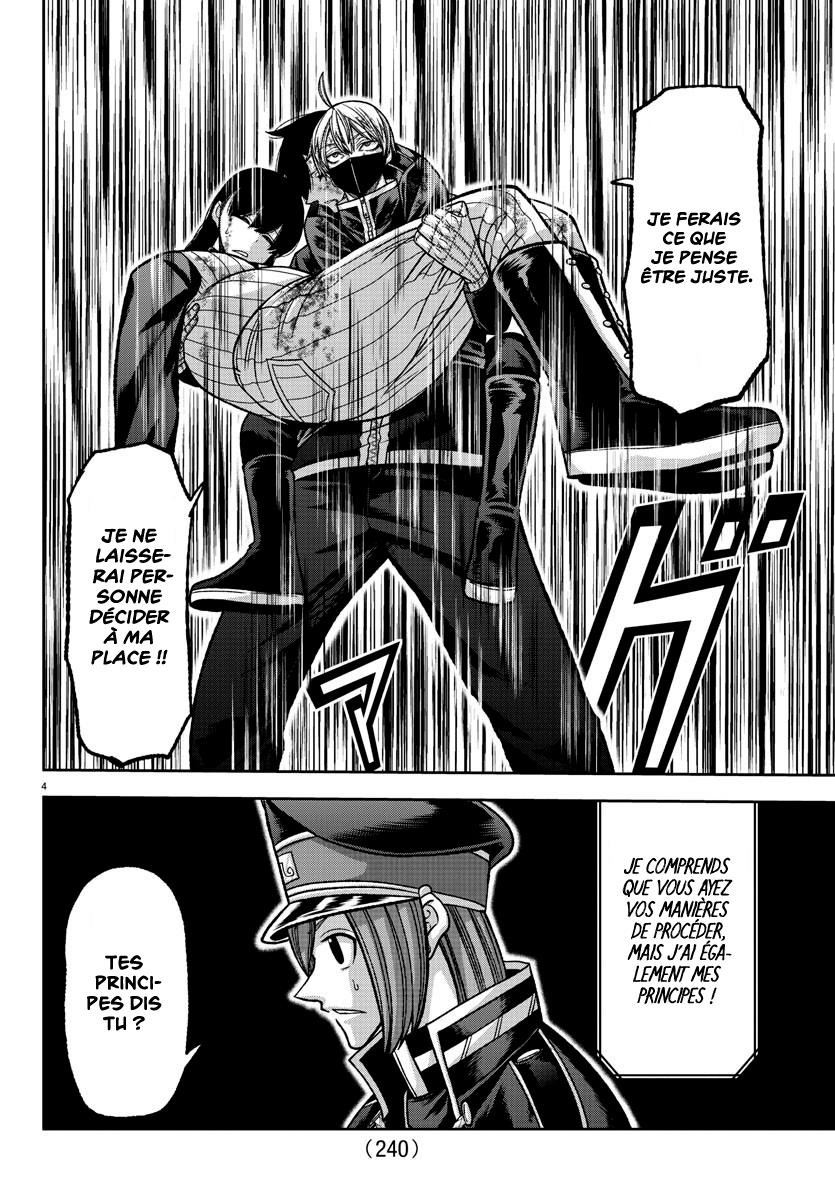 JE FERAIS
CE QUE
JE PENSE
ÊTRE JUSTE.
JE NE
LAISSE-
RAI PER-
SONNE
DÉCIDER
À MA
PLACE !!
ドォ
4
JE COMPRENDS
QUE VOUS AYEZ
VOS MANIÈRES
DE PROCÉDER,
MAIS J'AI ÉGA-
LEMENT MES
PRINCIPES !
TES
PRINCI-
PES DIS
TU ?
(240)